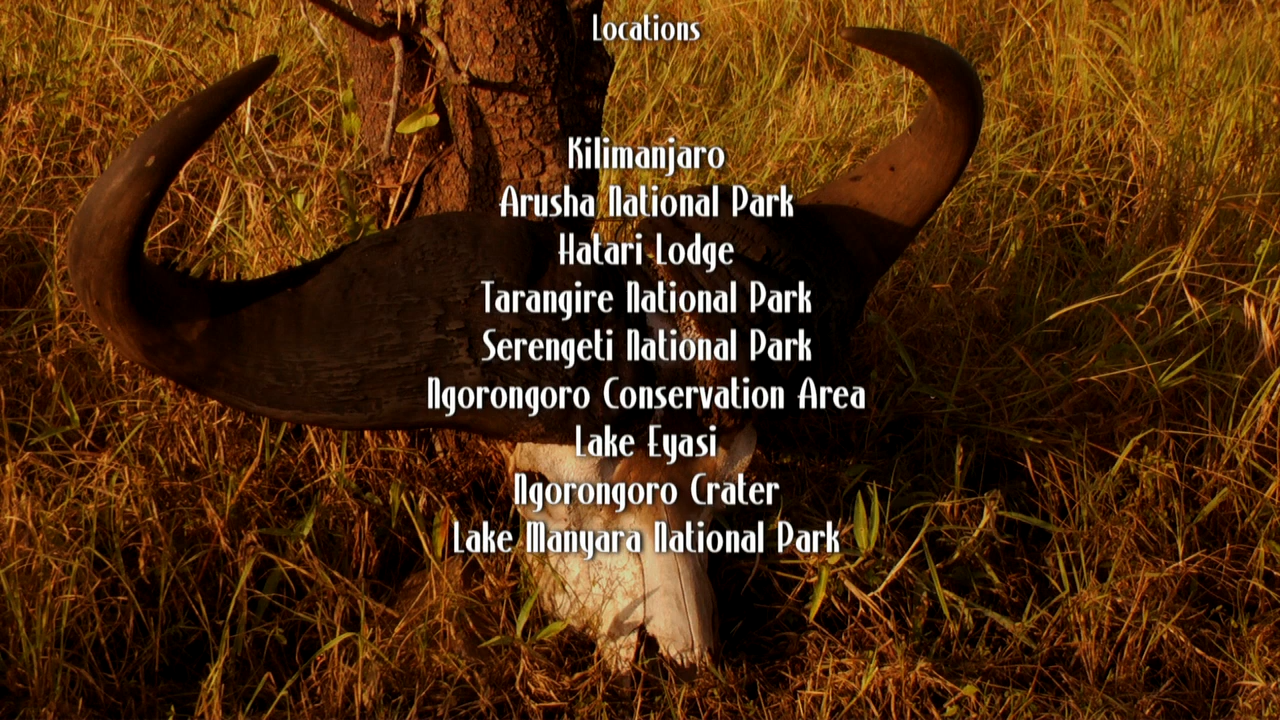 Locations
Kilimanjaro
Arusha National Park
Hatari Lodge
Tarangire National Park
Serengeti National Park
Ngorongoro Conservation Area
Lake Eyasi
Ngorongoro Crater
Lake Manyara National Park